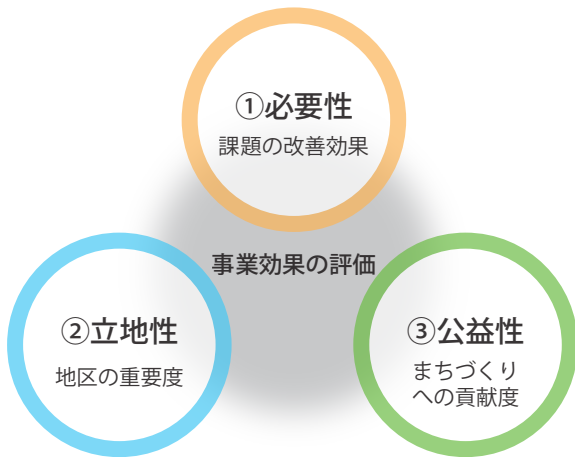 ①必要性
課題の改善効果
事業効果の評価
②立地性
地区の重要度
③公益性
まちづくり
への貢献度